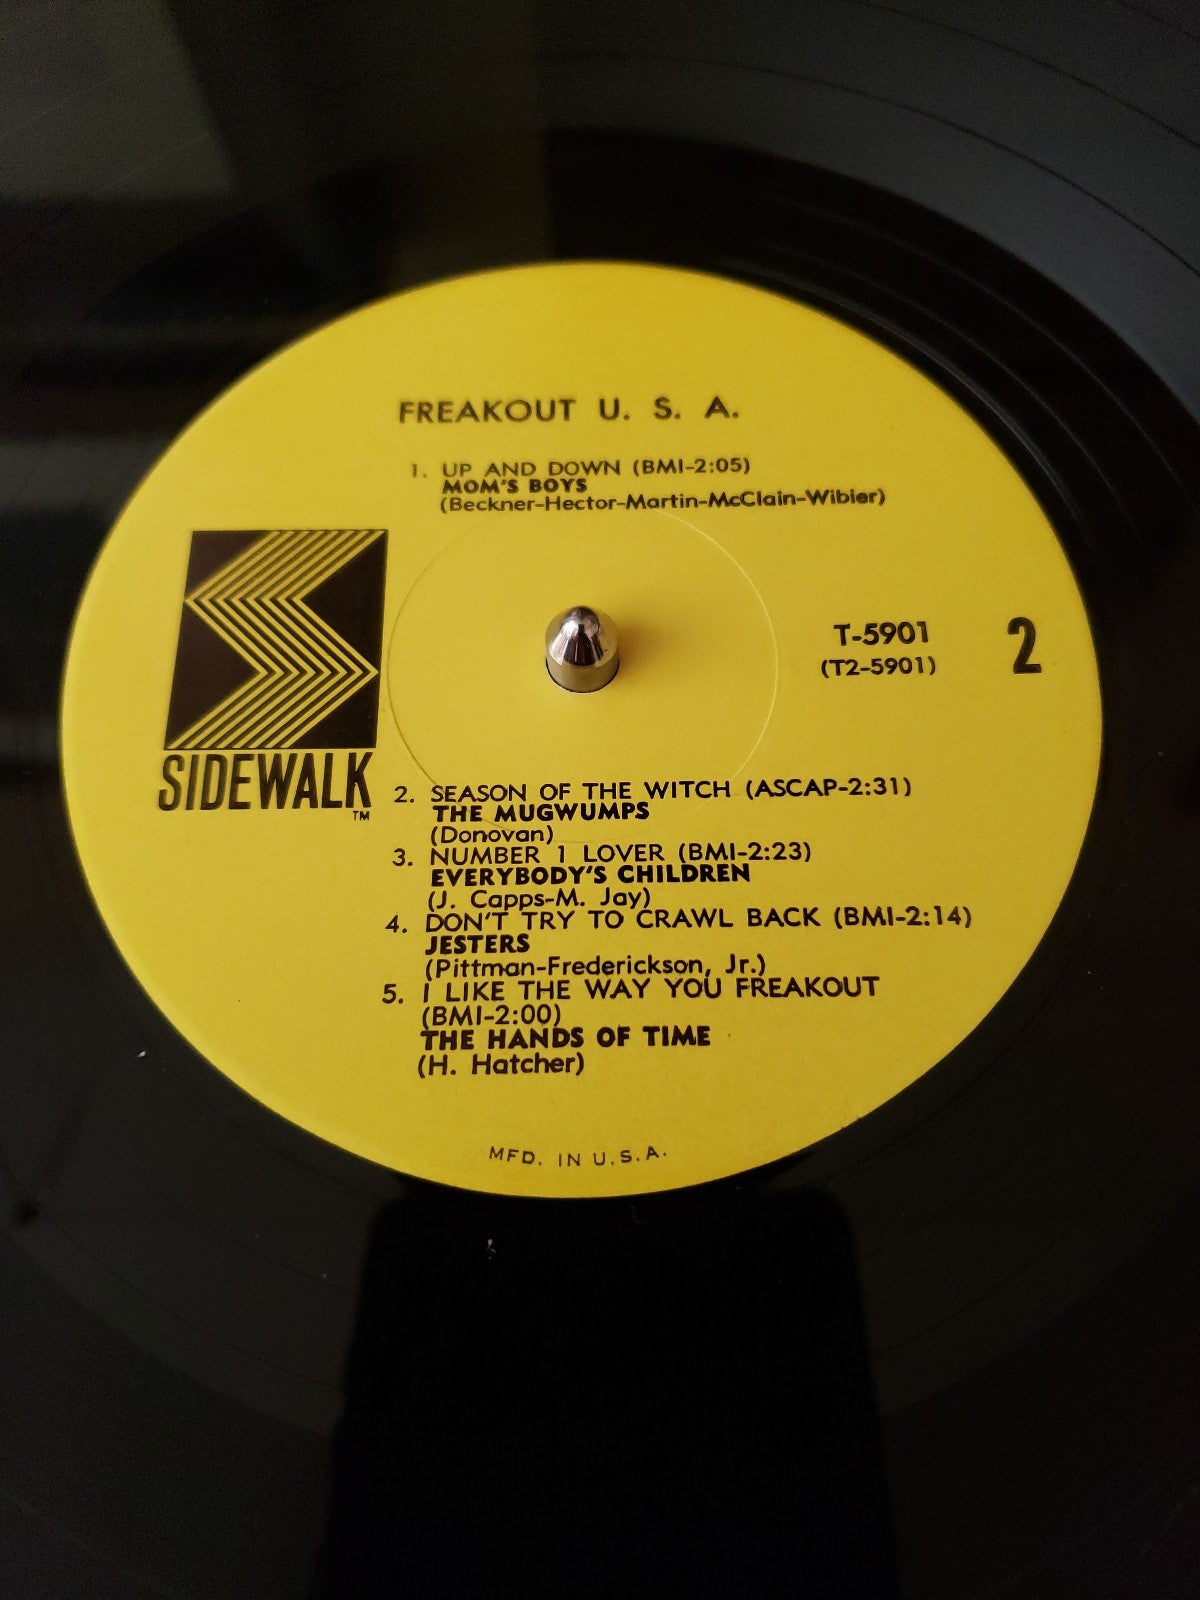 FREAKOUT U. S. A.
1. UP AND DOWN (BMI-2:05)
MOM'S BOYS
(Beckner-Hector-Martin-McClain-Wibier)
T-5901
(T2-5901)
2
SIDEWALK
TM
2. SEASON OF THE WITCH (ASCAP-2:31)
THE MUGWUMPS
(Donovan)
3. NUMBER 1 LOVER (BMI-2:23)
EVERYBODY'S CHILDREN
(J. Capps-M. Jay)
4. DON'T TRY TO CRAWL BACK (BMI-2:14)
JESTERS
(Pittman-Frederickson, Jr.)
5. I LIKE THE WAY YOU FREAKOUT
(BMI-2:00)
THE HANDS OF TIME
(H. Hatcher)
MFD. IN U.S.A.